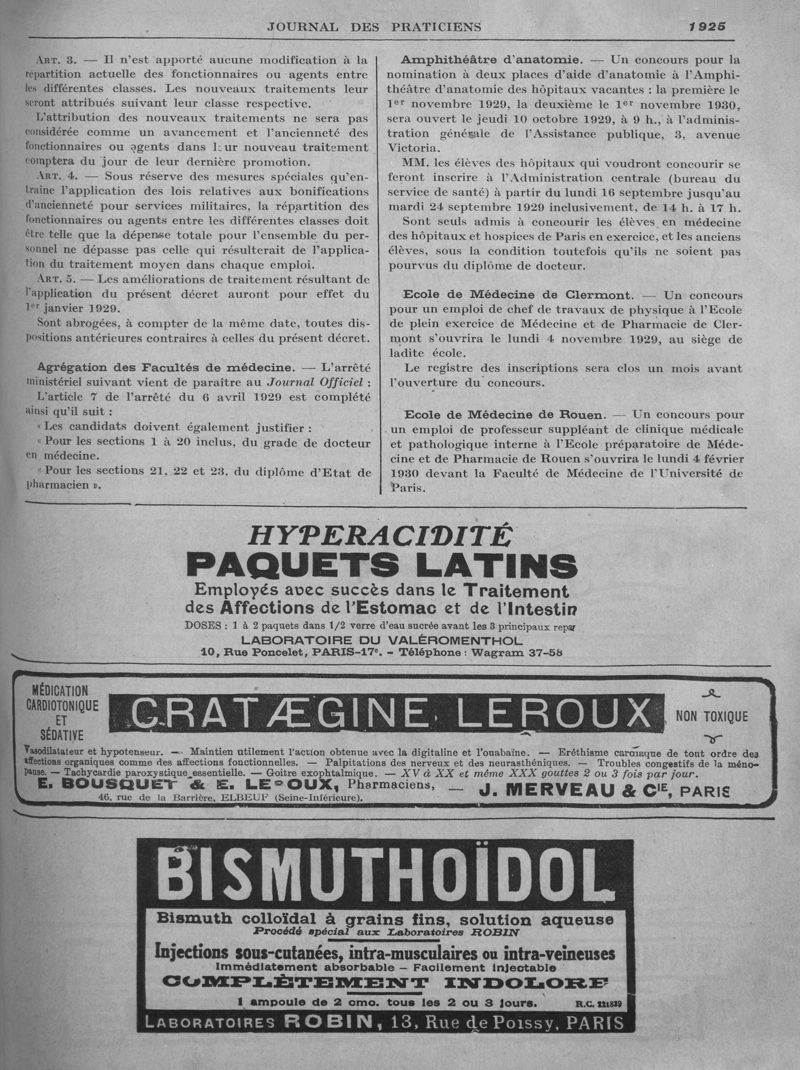 JOURNAL DES PRATICIENS 1925
ART. 3. — Il n'est apporté aucune modification à la
répartition actuelle des fonctionnaires ou agents entre
les différentes classes. Les nouveaux traitements leur
seront attribués suivant leur classe respective.
L'attribution des nouveaux traitements ne sera pas
considérée comme un avancement et l'ancienneté des
fonctionnaires ou agents dans leur nouveau traitement
comptera du jour de leur dernière promotion.
ART. 4. — Sous réserve des mesures spéciales qu'en-
traîne l'application des lois relatives aux bonifications
d'ancienneté pour services militaires, la répartition des
fonctionnaires ou agents entre les différentes classes doit
être telle que la dépense totale pour l'ensemble du per-
sonnel ne dépasse pas celle qui résulterait de l'applica-
tion du traitement moyen dans chaque emploi.
ART. 5. — Les améliorations de traitement résultant de
l'application du présent décret auront pour effet du
1er janvier 1929.
Sont abrogées, à compter de la même date, toutes dis-
positions antérieures contraires à celles du présent décret.
Agrégation des Facultés de médecine. — L'arrêté
ministériel suivant vient de paraître au Journal Officiel :
L'article 7 de l'arrêté du 6 avril 1929 est complété
ainsi qu'il suit :
« Les candidats doivent également justifier :
« Pour les sections 1 à 20 inclus, du grade de docteur
en médecine.
« Pour les sections 21, 22 et 23, du diplôme d'Etat de
pharmacien ».
Amphithéâtre d'anatomie. — Un concours pour la
nomination à deux places d'aide d'anatomie à l'Amphi-
théâtre d'anatomie des hôpitaux vacantes : la première le
1er novembre 1929, la deuxième le 1er novembre 1930,
sera ouvert le jeudi 10 octobre 1929, à 9 h., à l'adminis-
tration générale de l'Assistance publique, 3, avenue
Victoria.
MM. les élèves des hôpitaux qui voudront concourir se
feront inscrire à l'Administration centrale (bureau du
service de santé) à partir du lundi 16 septembre jusqu'au
mardi 24 septembre 1929 inclusivement, de 14 h. à 17 h.
Sont seuls admis à concourir les élèves en médecine
des hôpitaux et hospices de Paris en exercice, et les anciens
élèves, sous la condition toutefois qu'ils ne soient pas
pourvus du diplôme de docteur.
Ecole de Médecine de Clermont. — Un concours
pour un emploi de chef de travaux de physique à l'Ecole
de plein exercice de Médecine et de Pharmacie de Cler-
mont s'ouvrira le lundi 4 novembre 1929, au siège de
ladite école.
Le registre des inscriptions sera clos un mois avant
l'ouverture du concours.
Ecole de Médecine de Rouen. — Un concours pour
un emploi de professeur suppléant de clinique médicale
et pathologique interne à l'Ecole préparatoire de Méde-
cine et de Pharmacie de Rouen s'ouvrira le lundi 4 février
1930 devant la Faculté de Médecine de l'Université de
Paris.
HYPERACIDITÉ
PAQUETS LATINS
Employés avec succès dans le Traitement
des Affections de l'Estomac et de l'Intestin
DOSES : 1 à 2 paquets dans 1/2 verre d'eau sucrée avant les 3 principaux repas
LABORATOIRE DU VALÉROMENTHOL
10, Rue Poncelet, PARIS-17e. - Téléphone : Wagram 37-58
MÉDICATION
CARDIOTONIQUE
ET
SÉDATIVE
CRATÆGINE LEROUX
NON TOXIQUE
Vasodilatateur et hypotenseur. — Maintien utilement l'action obtenue avec la digitaline et l'ouabaïne. — Eréthisme cardiaque de tout ordre des
affections organiques comme des affections fonctionnelles. — Palpitations des nerveux et des neurasthéniques. — Troubles congestifs de la méno-
pause. — Tachycardie paroxystique essentielle. — Goitre exophtalmique. — XV à XX et même XXX gouttes 2 ou 3 fois par jour.
E. BOUSQUET & E. LEROUX, Pharmaciens, — J. MERVEAU & CIE, PARIS
46, rue de la Barrière, ELBEUF (Seine-Inférieure).
BISMUTHOÏDOL
Bismuth colloïdal à grains fins, solution aqueuse
Procédé spécial aux Laboratoires ROBIN
Injections sous-cutanées, intra-musculaires ou intra-veineuses
Immédiatement absorbable – Facilement injectable
COMPLÈTEMENT INDOLORE
1 ampoule de 2 cmc. tous les 2 ou 3 jours. R.C. 221839
LABORATOIRES ROBIN, 13, Rue de Poissy, PARIS